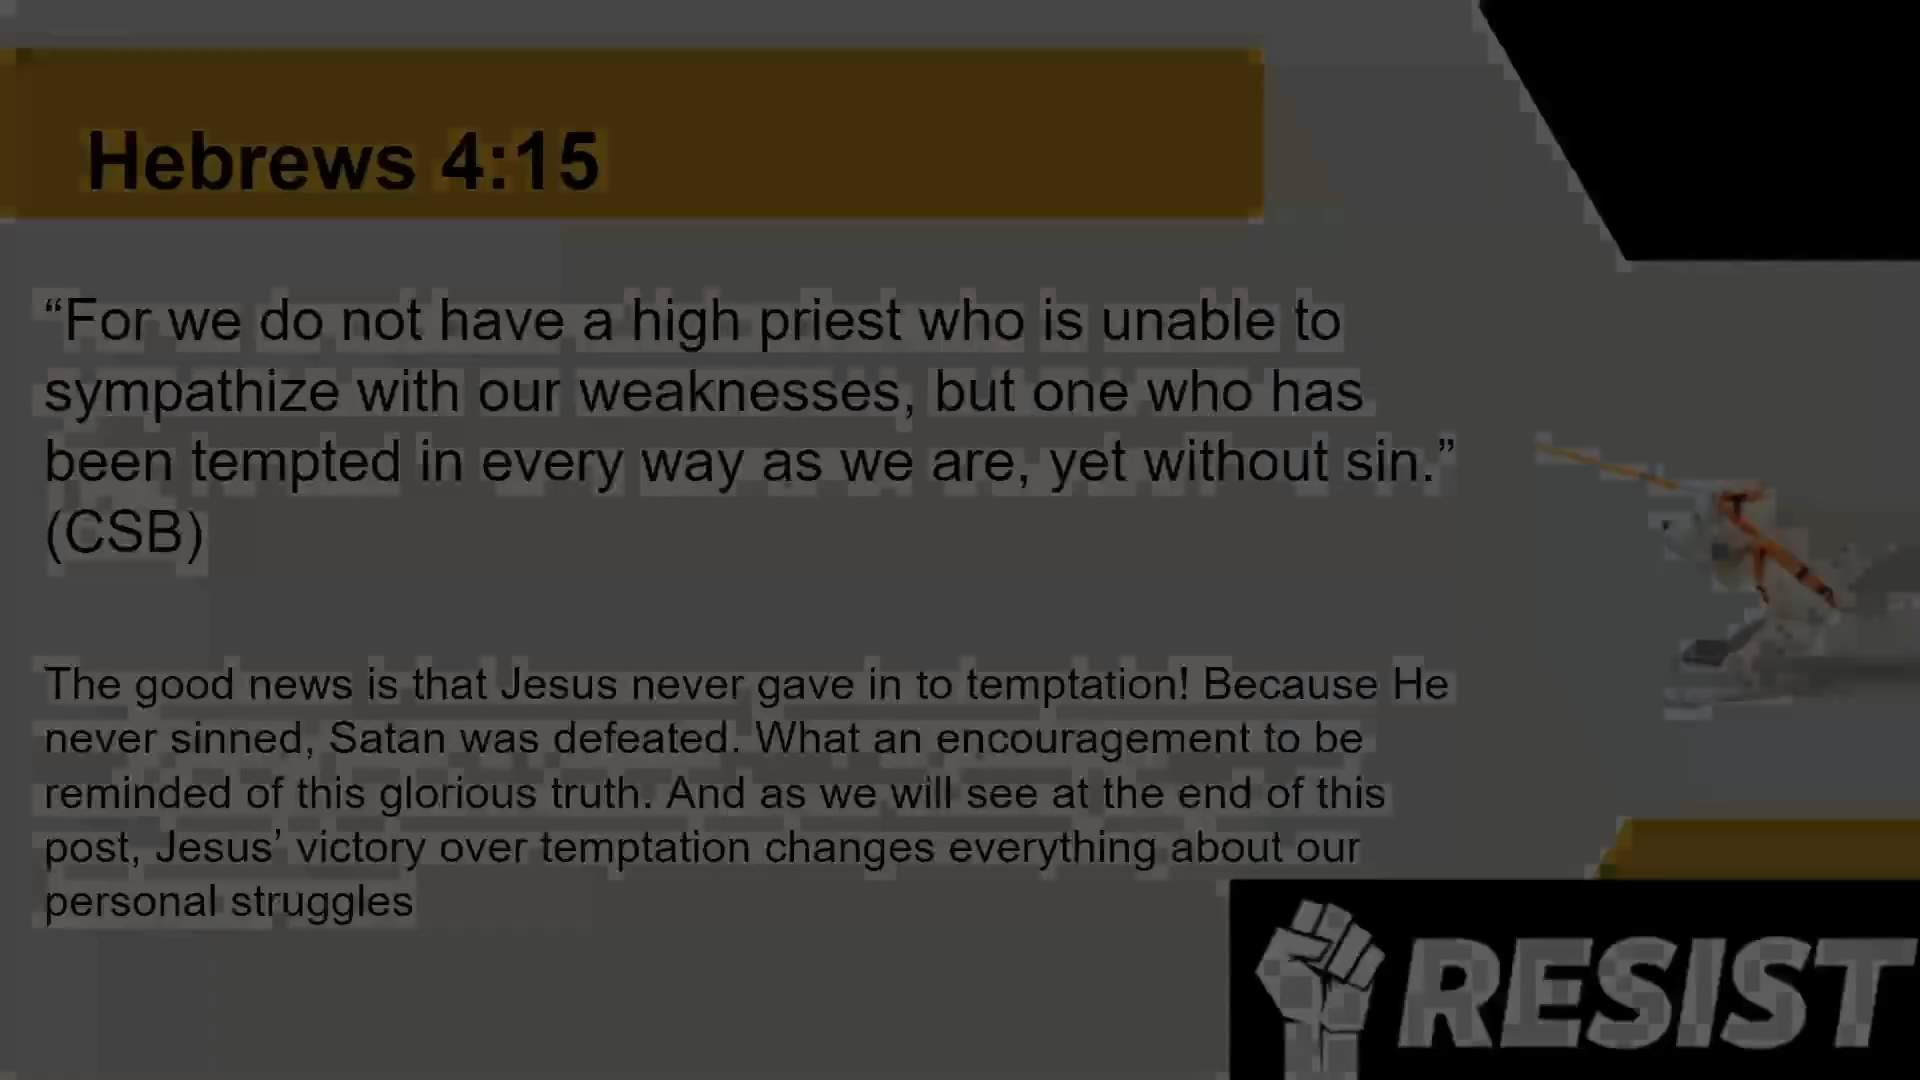 Hebrews 4:15
“For we do not have a high priest who is unable to
sympathize with our weaknesses, but one who has
been tempted in every way as we are, yet without sin.”
(CSB)
The good news is that Jesus never gave in to temptation! Because He
never sinned, Satan was defeated. What an encouragement to be
reminded of this glorious truth. And as we will see at the end of this
post, Jesus’ victory over temptation changes everything about our
personal struggles
RESIST